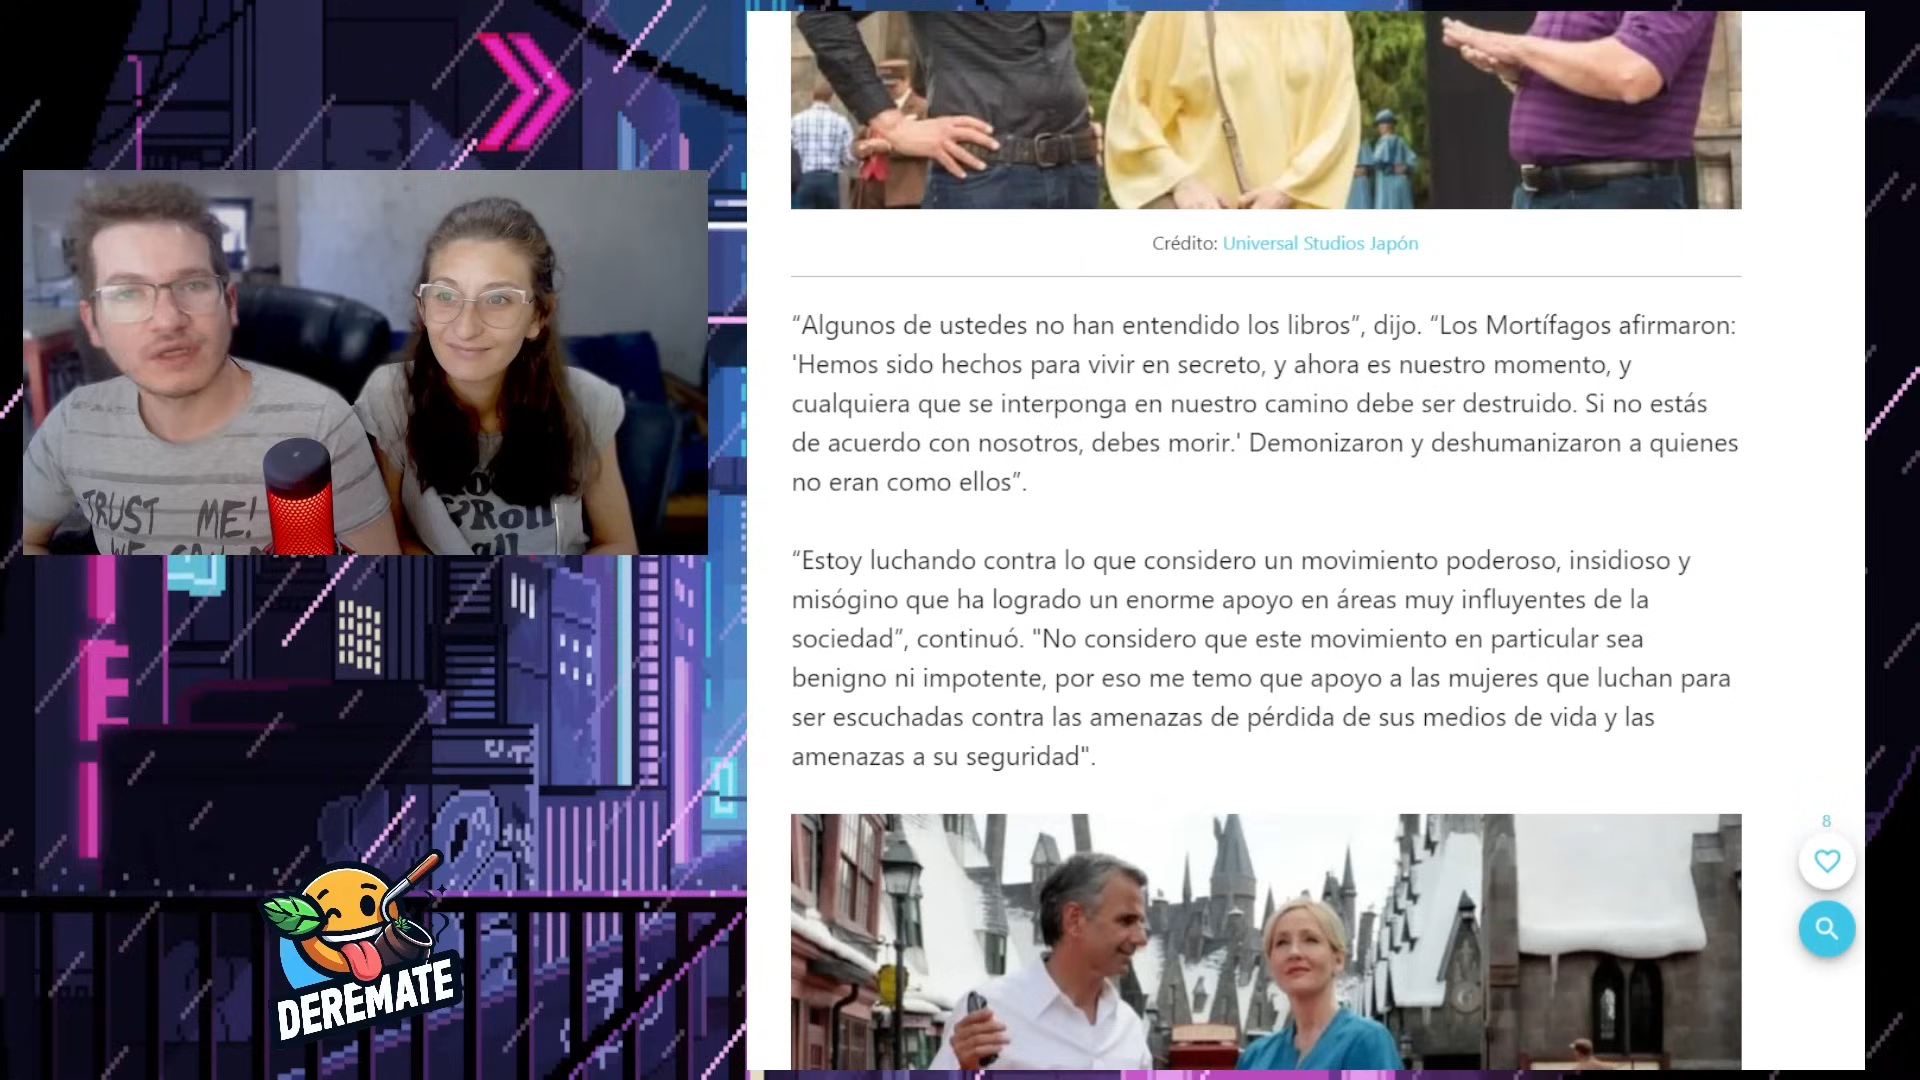 Crédito: Universal Studios Japón
“Algunos de ustedes no han entendido los libros”, dijo. “Los Mortífagos afirmaron:
'Hemos sido hechos para vivir en secreto, y ahora es nuestro momento, y
cualquiera que se interponga en nuestro camino debe ser destruido. Si no estás
de acuerdo con nosotros, debes morir.' Demonizaron y deshumanizaron a quienes
no eran como ellos”.
“Estoy luchando contra lo que considero un movimiento poderoso, insidioso y
misógino que ha logrado un enorme apoyo en áreas muy influyentes de la
sociedad”, continuó. "No considero que este movimiento en particular sea
benigno ni impotente, por eso me temo que apoyo a las mujeres que luchan para
ser escuchadas contra las amenazas de pérdida de sus medios de vida y las
amenazas a su seguridad".
8
TRUST ME!
Roll
DEREMATE